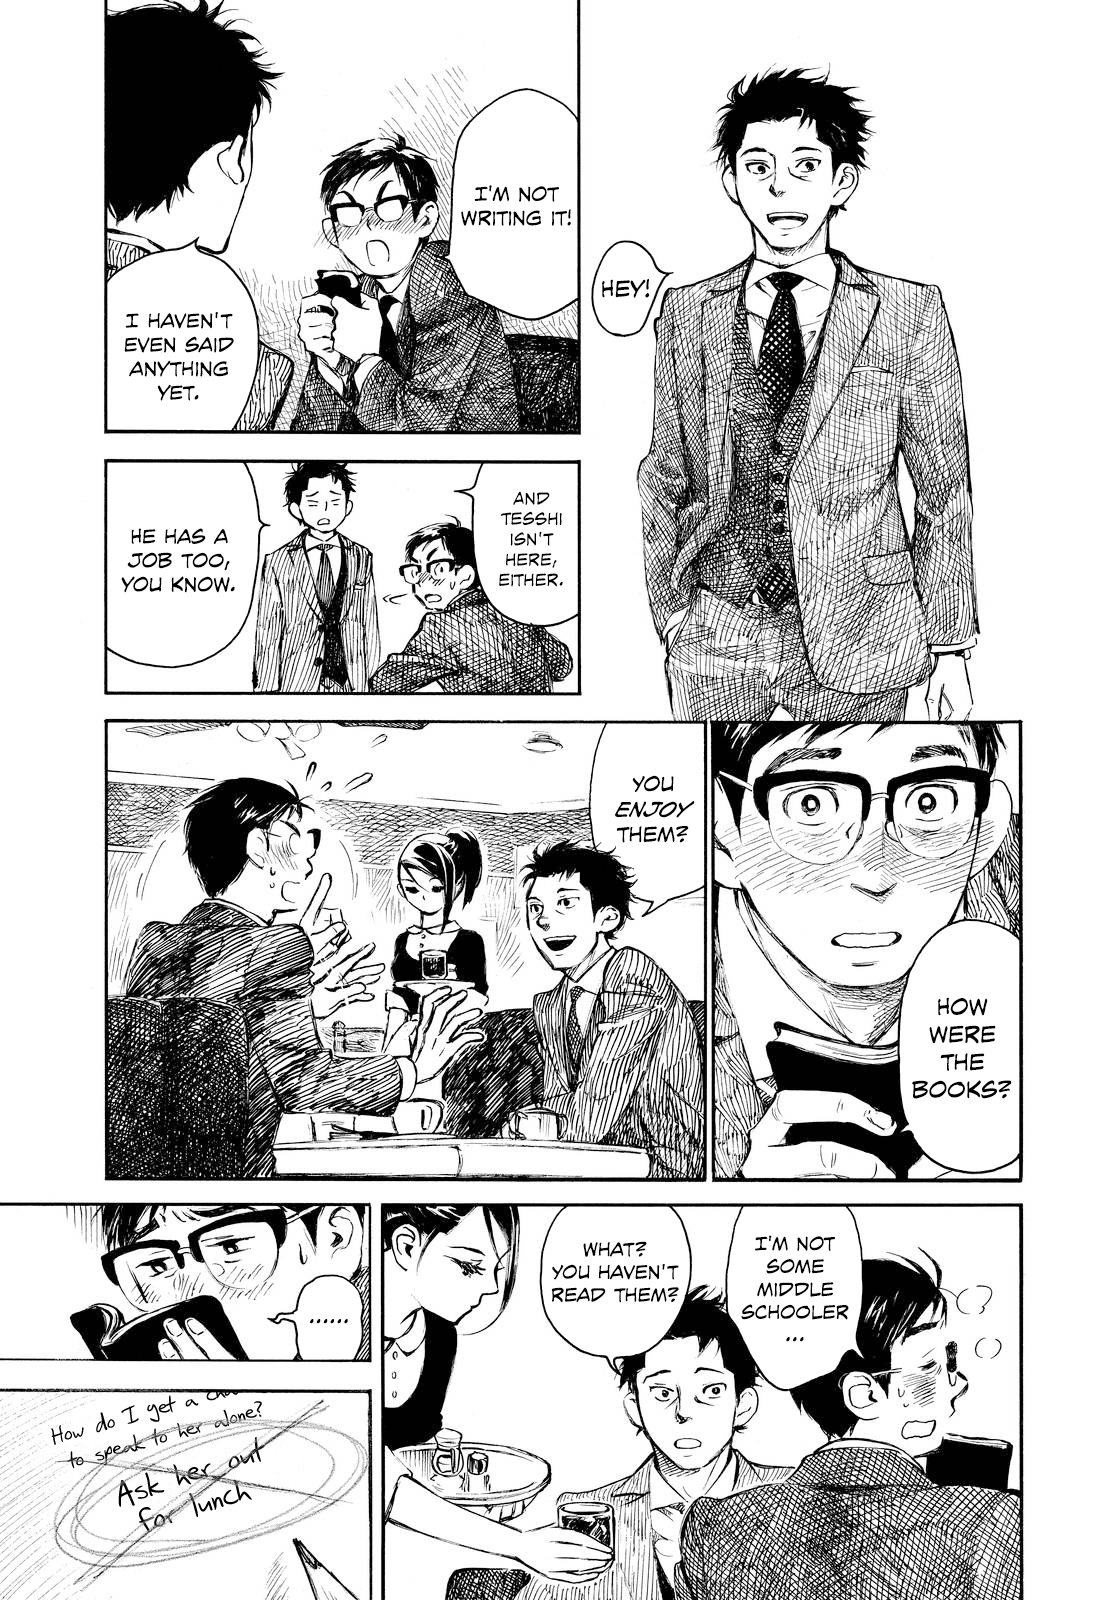 HEY!
I'M NOT
WRITING IT!
I HAVEN'T
EVEN SAID
ANYTHING
YET.
AND
TESSHI
ISN'T
HERE,
EITHER.
HE HAS A
JOB TOO,
YOU KNOW.
HOW
WERE
THE
BOOKS?
YOU
ENJOY
THEM?
I'M NOT
SOME
MIDDLE
SCHOOLER
...
WHAT?
YOU HAVEN'T
READ THEM?
......
How do I get a
to speak to her alone?
Ask her out
for lunch